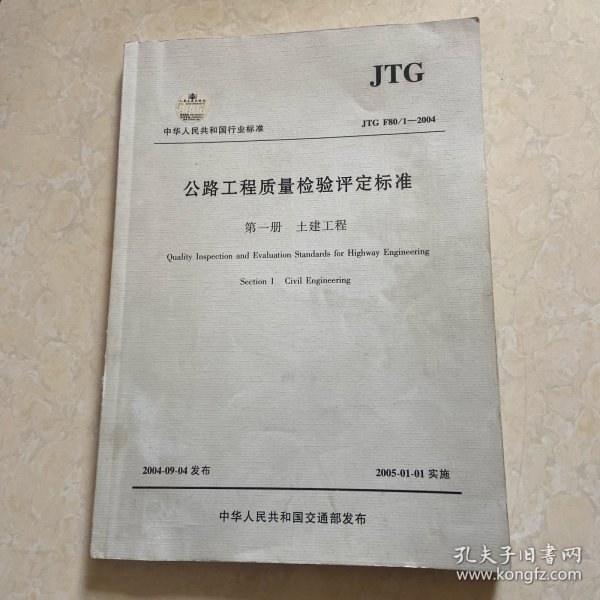 JTG
中华人民共和国行业标准
JTG F80/1—2004
公路工程质量检验评定标准
第一册 土建工程
Quality Inspection and Evaluation Standards for Highway Engineering
Section 1 Civil Engineering
2004-09-04 发布
2005-01-01 实施
中华人民共和国交通部发布
孔夫子旧书网
www.kongfz.com